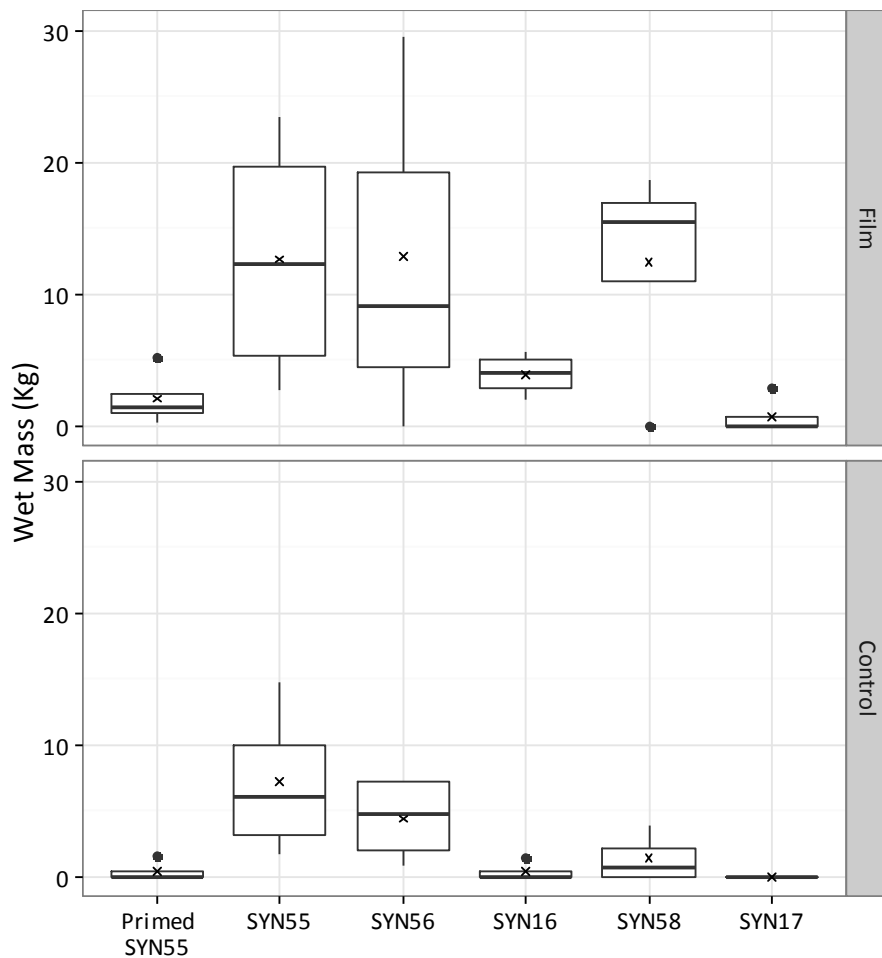 Wet Mass (Kg)
30
20
10
0
Film
30
20
10
0
Control
Primed
SYN55
SYN55
SYN56
SYN16
SYN58
SYN17